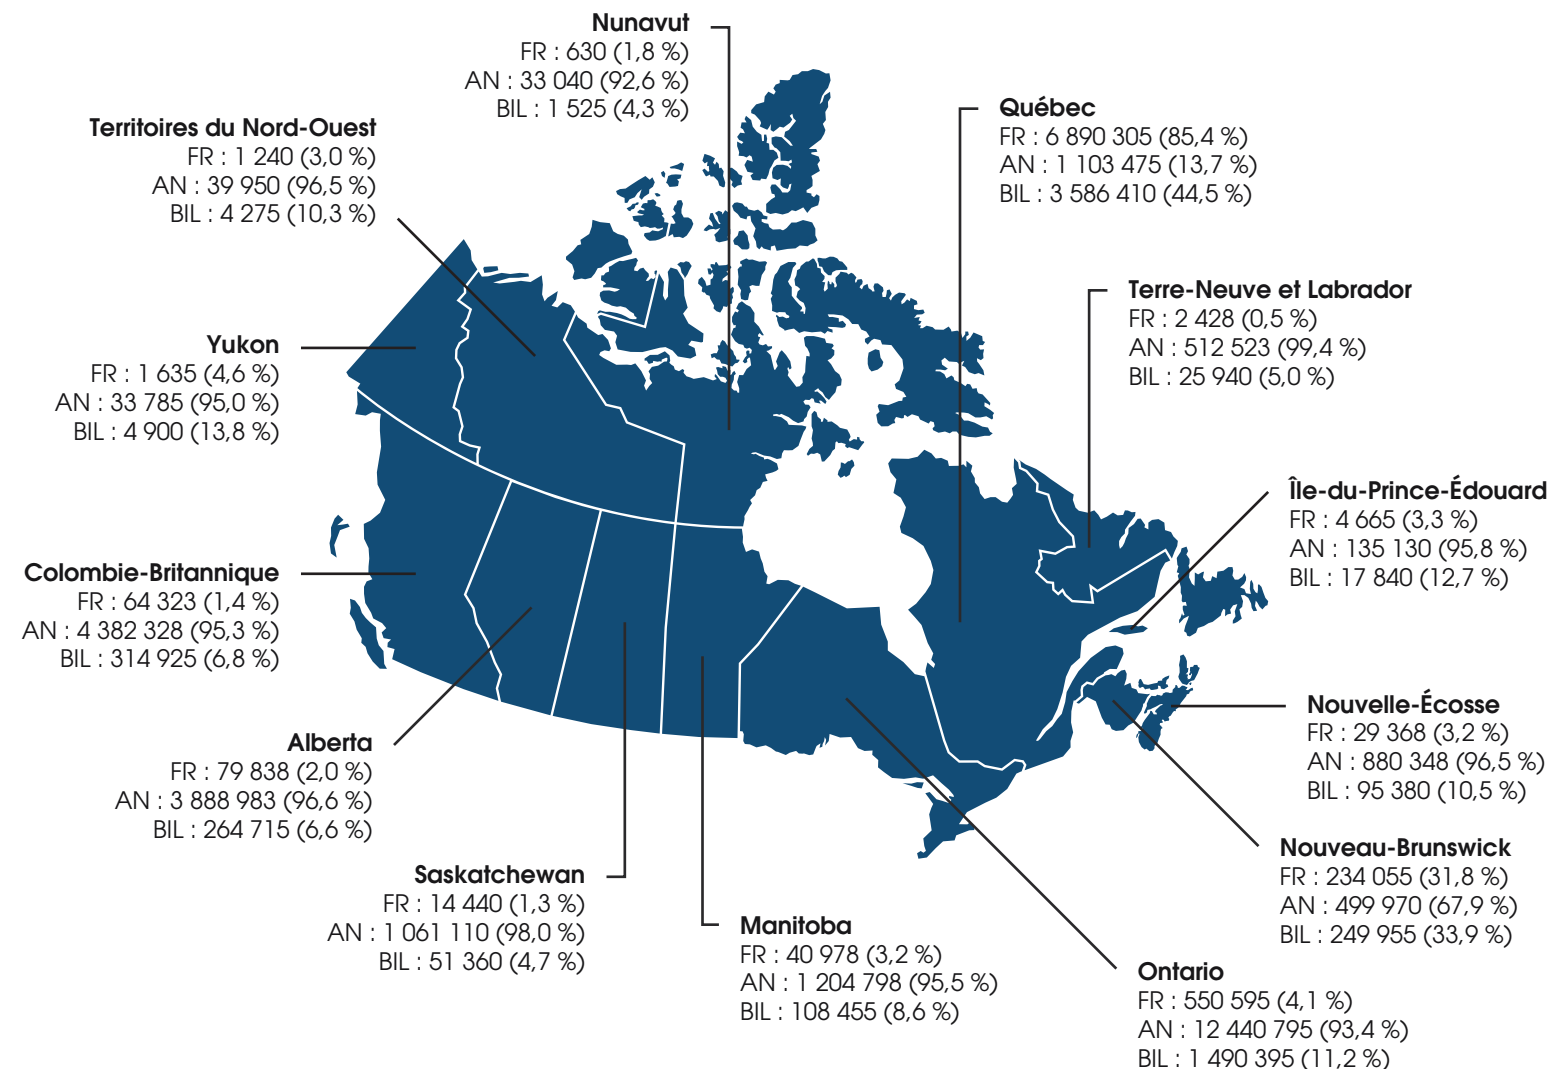 Nunavut
FR : 630 (1,8 %)
AN : 33 040 (92,6 %)
BIL : 1 525 (4,3 %)
Territoires du Nord-Ouest
FR : 1 240 (3,0 %)
AN : 39 950 (96,5 %)
BIL : 4 275 (10,3 %)
Québec
FR : 6 890 305 (85,4 %)
AN : 1 103 475 (13,7 %)
BIL : 3 586 410 (44,5 %)
Terre-Neuve et Labrador
FR : 2 428 (0,5 %)
AN : 512 523 (99,4 %)
BIL : 25 940 (5,0 %)
Yukon
FR : 1 635 (4,6 %)
AN : 33 785 (95,0 %)
BIL : 4 900 (13,8 %)
Île-du-Prince-Édouard
FR : 4 665 (3,3 %)
AN : 135 130 (95,8 %)
BIL : 17 840 (12,7 %)
Colombie-Britannique
FR : 64 323 (1,4 %)
AN : 4 382 328 (95,3 %)
BIL : 314 925 (6,8 %)
Nouvelle-Écosse
FR : 29 368 (3,2 %)
AN : 880 348 (96,5 %)
BIL : 95 380 (10,5 %)
Alberta
FR : 79 838 (2,0 %)
AN : 3 888 983 (96,6 %)
BIL : 264 715 (6,6 %)
Nouveau-Brunswick
FR : 234 055 (31,8 %)
AN : 499 970 (67,9 %)
BIL : 249 955 (33,9 %)
Saskatchewan
FR : 14 440 (1,3 %)
AN : 1 061 110 (98,0 %)
BIL : 51 360 (4,7 %)
Manitoba
FR : 40 978 (3,2 %)
AN : 1 204 798 (95,5 %)
BIL : 108 455 (8,6 %)
Ontario
FR : 550 595 (4,1 %)
AN : 12 440 795 (93,4 %)
BIL : 1 490 395 (11,2 %)